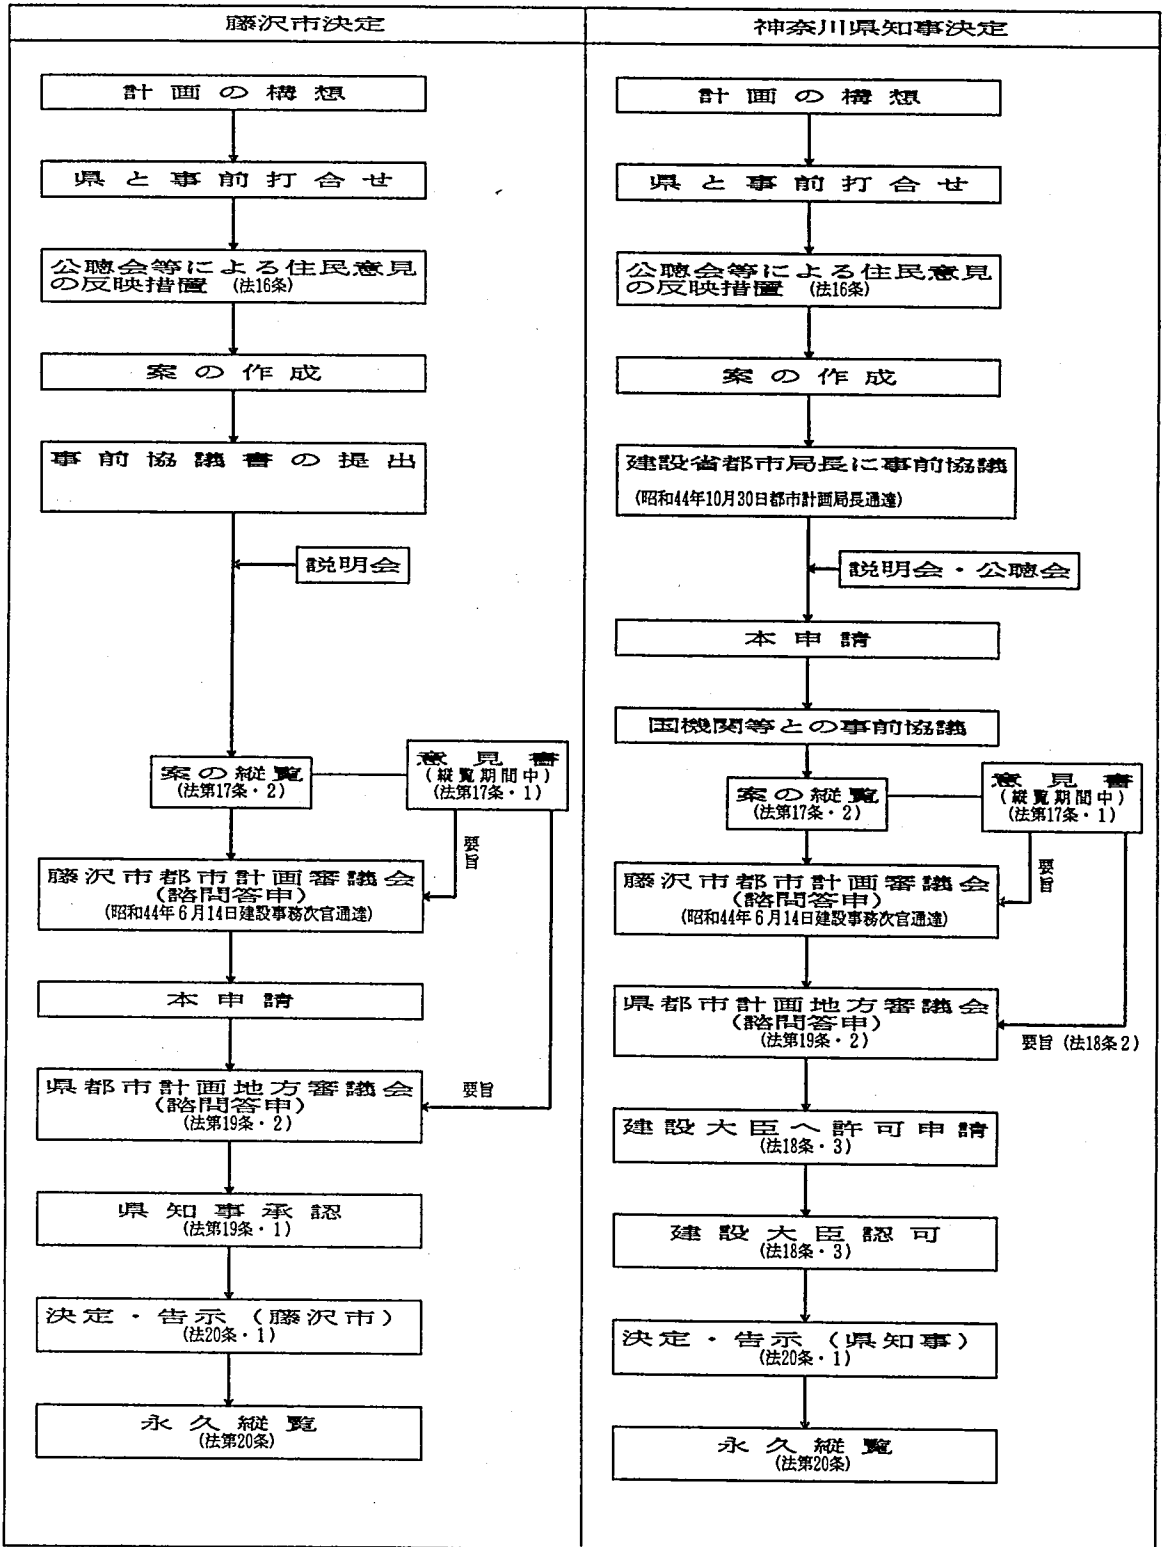 藤沢市決定
計画の構想
県と事前打合せ
公聴会等による住民意見
の反映措置 (法16条)
案の作成
事前協議書の提出
説明会
案の縦覧
(法第17条・2)
意見書
(縦覧期間中)
(法第17条・1)
要旨
藤沢市都市計画審議会
(諮問答申)
(昭和44年6月14日建設事務次官通達)
本申請
県都市計画地方審議会
(諮問答申)
(法第19条・2)
要旨
県知事承認
(法第19条・1)
決定・告示(藤沢市)
(法20条・1)
永久縦覧
(法第20条)
神奈川県知事決定
計画の構想
県と事前打合せ
公聴会等による住民意見
の反映措置 (法16条)
案の作成
建設省都市局長に事前協議
(昭和44年10月30日都市計画局長通達)
説明会・公聴会
本申請
国機関等との事前協議
案の縦覧
(法第17条・2)
意見書
(縦覧期間中)
(法第17条・1)
要旨
藤沢市都市計画審議会
(諮問答申)
(昭和44年6月14日建設事務次官通達)
県都市計画地方審議会
(諮問答申)
(法第19条・2)
要旨(法18条2)
建設大臣へ許可申請
(法18条・3)
建設大臣認可
(法18条・3)
決定・告示(県知事)
(法20条・1)
永久縦覧
(法第20条)